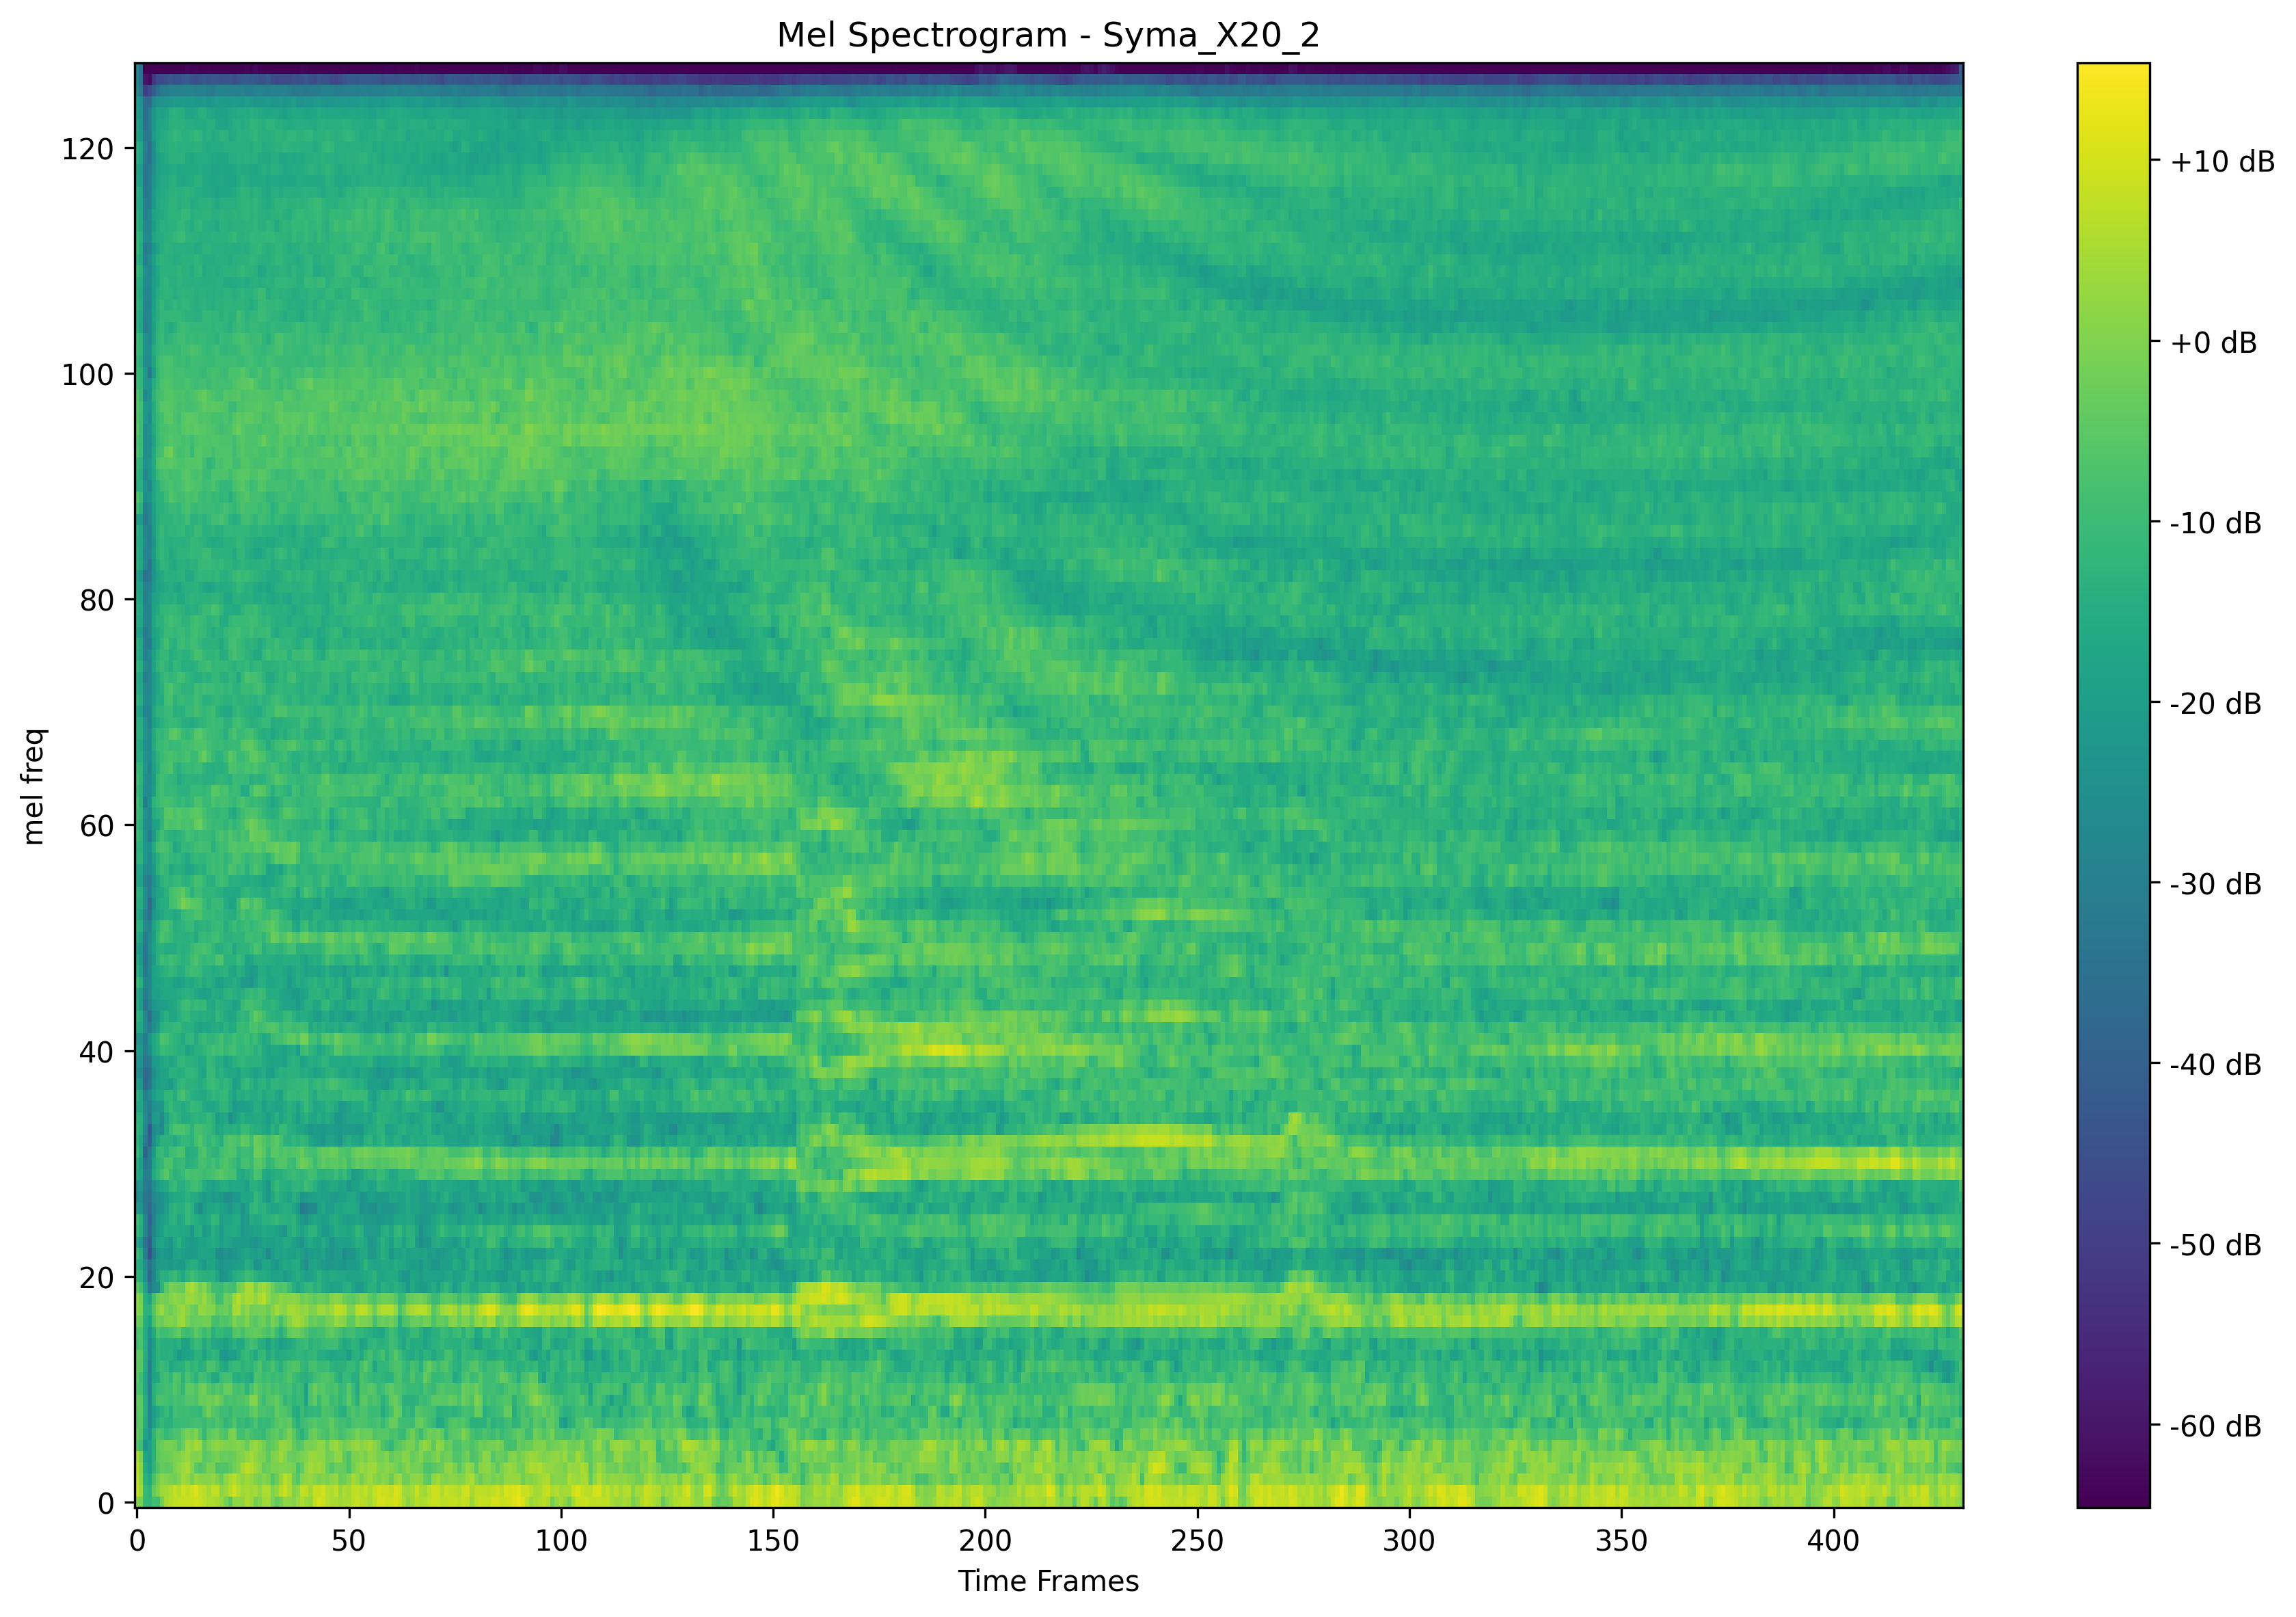 Mel Spectrogram - Syma_X20_2
mel freq
120
100
80
60
40
20
0
0 50 100 150 200 250 300 350 400
Time Frames
+10 dB
+0 dB
-10 dB
-20 dB
-30 dB
-40 dB
-50 dB
-60 dB